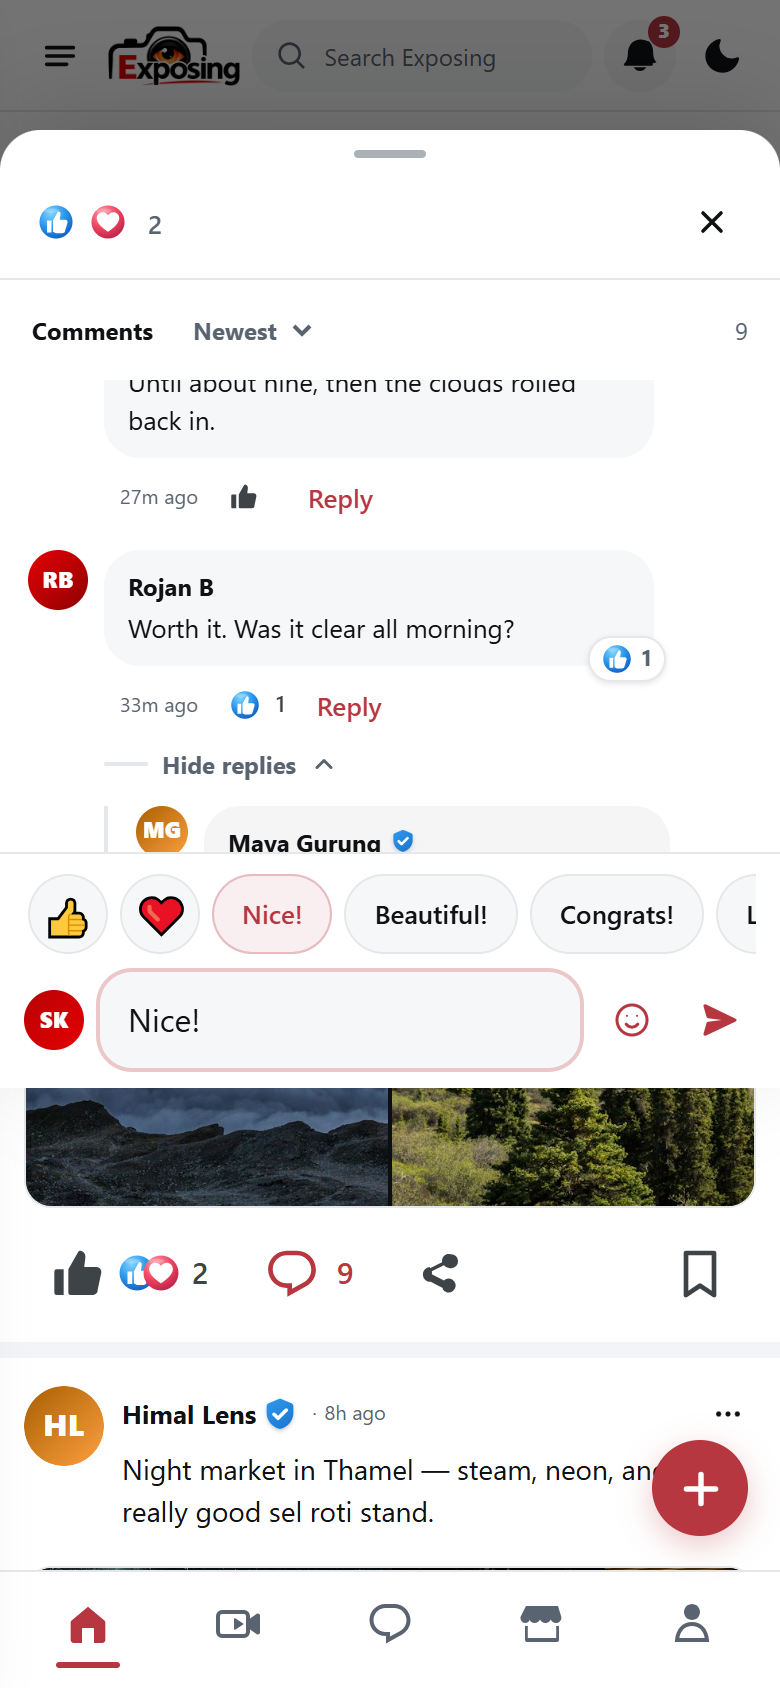 Exposing
Search Exposing
3
2
Comments
Newest
9
Until about nine, then the clouds rolled
back in.
27m ago
Reply
RB
Rojan B
Worth it. Was it clear all morning?
1
33m ago
1
Reply
Hide replies
MG
Maya Gurung
Nice!
Beautiful!
Congrats!
L
SK
Nice!
2
9
HL
Himal Lens
· 8h ago
Night market in Thamel — steam, neon, and
really good sel roti stand.